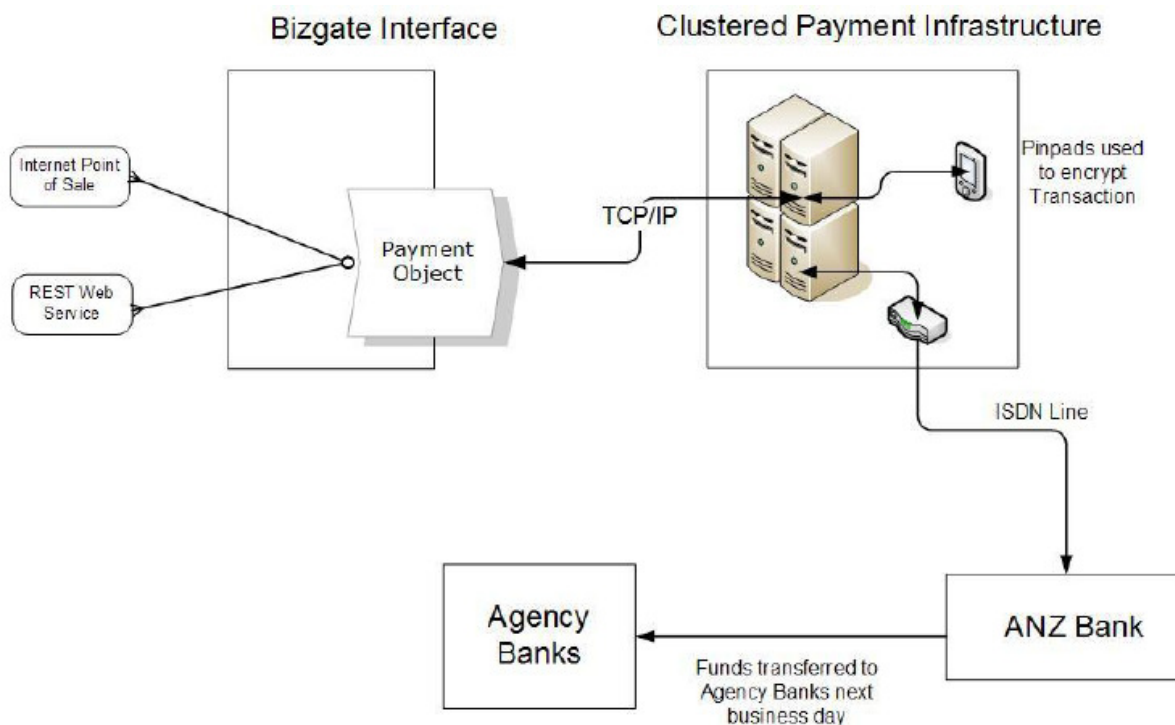 Bizgate Interface
Clustered Payment Infrastructure
Internet Point
of Sale
REST Web
Service
Payment
Object
TCP/IP
Pinpads used
to encrypt
Transaction
ISDN Line
Agency
Banks
ANZ Bank
Funds transferred to
Agency Banks next
business day